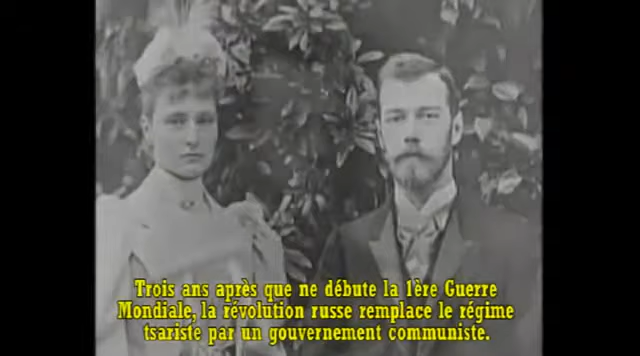 Trois ans après que ne débute la 1ère Guerre
Mondiale, la révolution russe remplace le régime
tsariste par un gouvernement communiste.